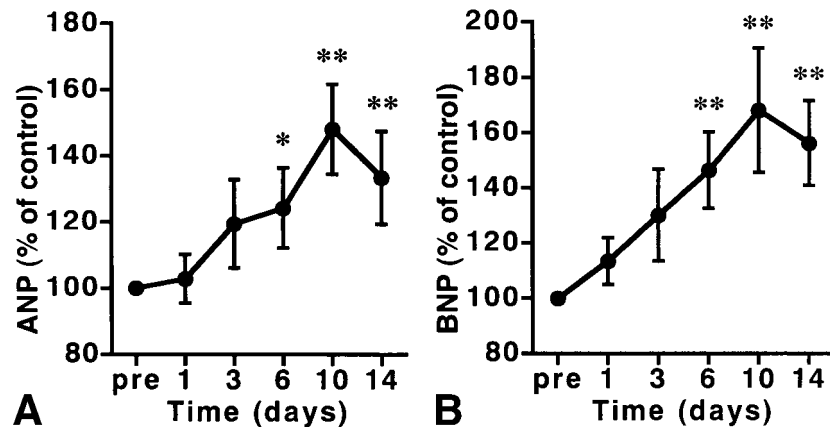 180
160
140
120
100
80
ANP (% of control)
*
**
**
pre 1 3 6 10 14
Time (days)
A
200
180
160
140
120
100
80
BNP (% of control)
**
**
**
pre 1 3 6 10 14
Time (days)
B